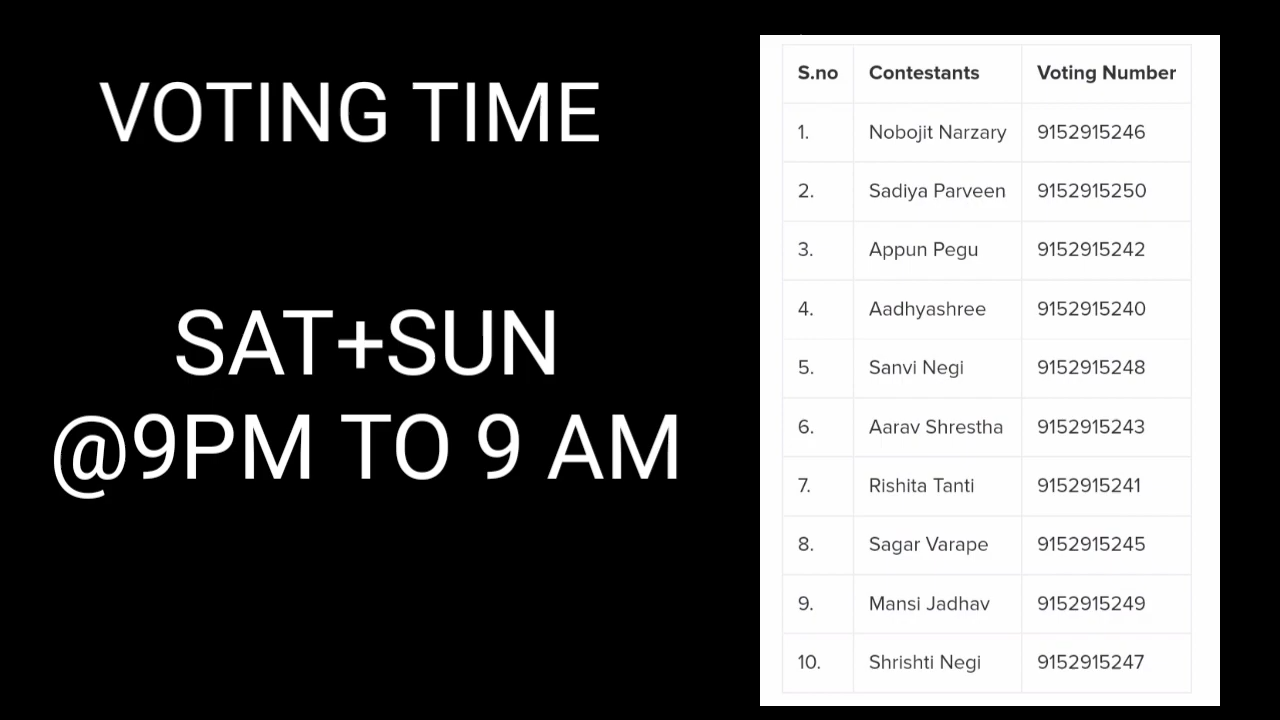 VOTING TIME
SAT+SUN
@9PM TO 9 AM
S.no Contestants Voting Number
1. Nobojit Narzary 9152915246
2. Sadiya Parveen 9152915250
3. Appun Pegu 9152915242
4. Aadhyashree 9152915240
5. Sanvi Negi 9152915248
6. Aarav Shrestha 9152915243
7. Rishita Tanti 9152915241
8. Sagar Varape 9152915245
9. Mansi Jadhav 9152915249
10. Shrishti Negi 9152915247